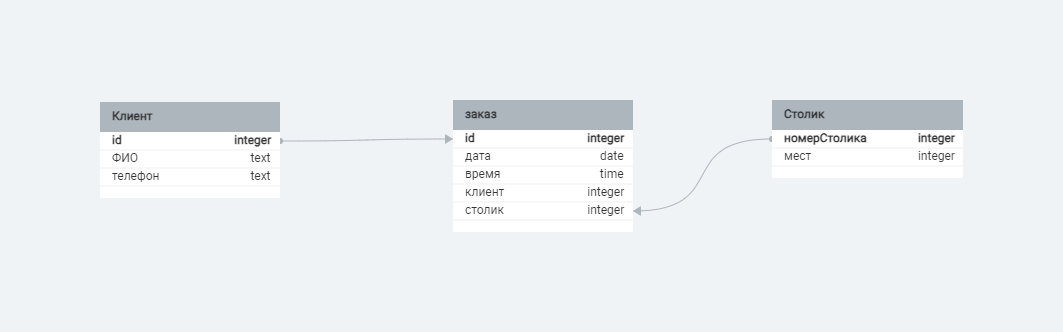 Клиент
id integer
ФИО text
телефон text
заказ
id integer
дата date
время time
клиент integer
столик integer
Столик
номерСтолика integer
мест integer